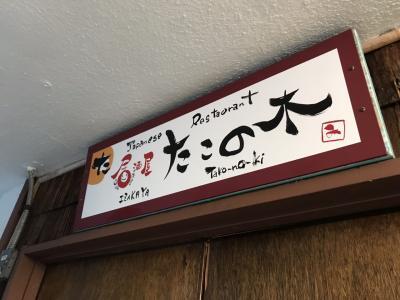 Japanese Restaurant
た 居酒屋 たこの木
IZAKAYA Tako-no-ki